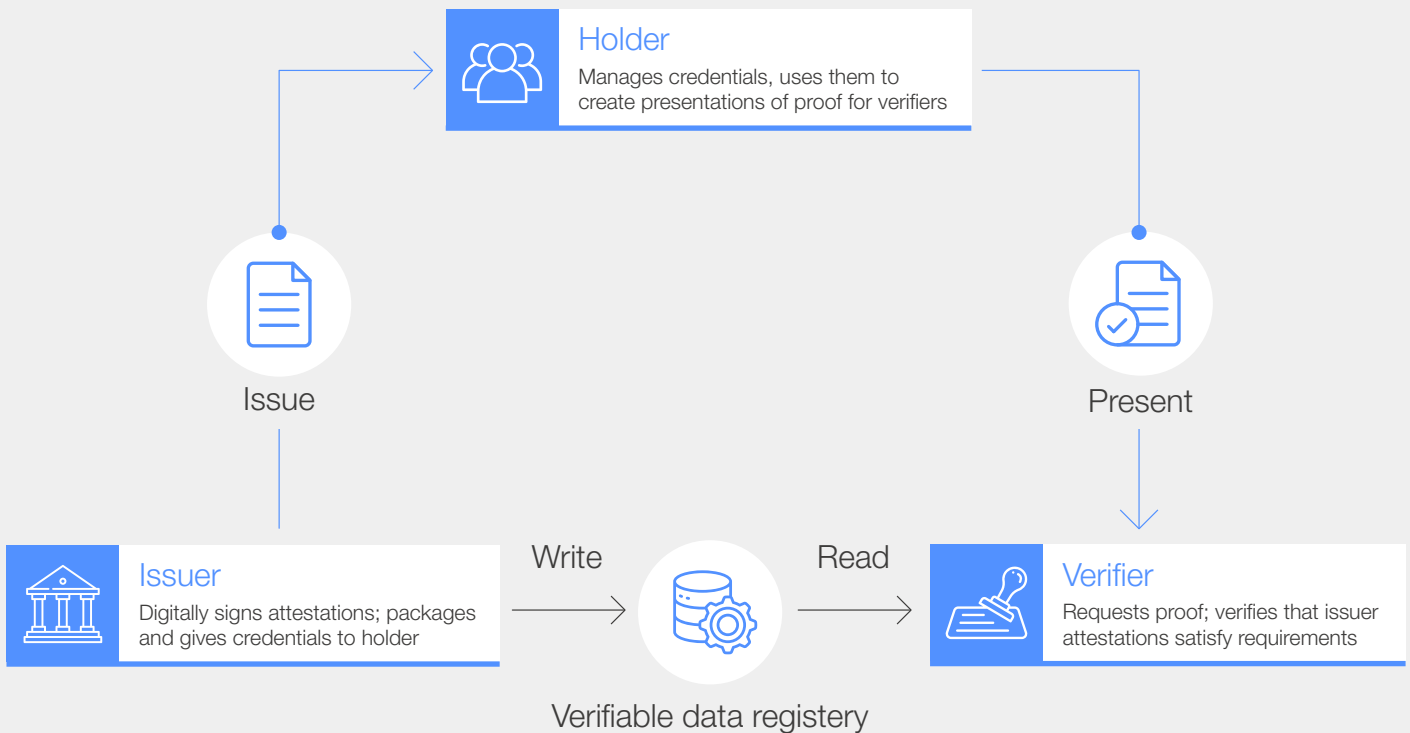 Holder
Manages credentials, uses them to
create presentations of proof for verifiers
Issue
Present
Issuer
Digitally signs attestations; packages
and gives credentials to holder
Write
Read
Verifier
Requests proof; verifies that issuer
attestations satisfy requirements
Verifiable data registery